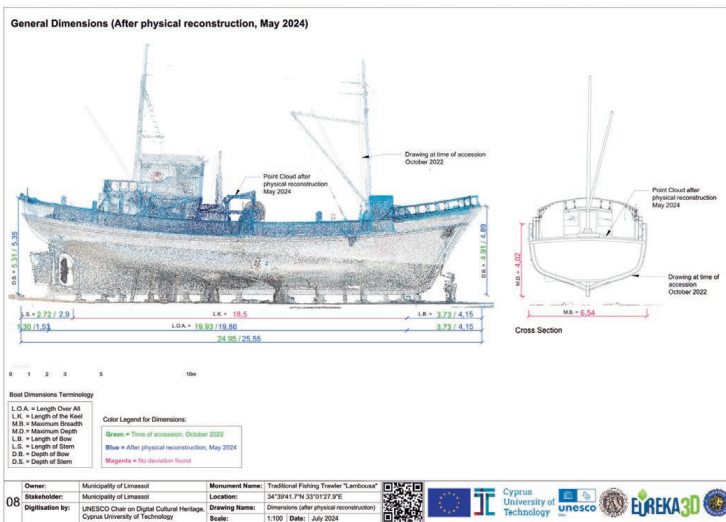 General Dimensions (After physical reconstruction, May 2024)
Drawing at time of accession
October 2022
Point Cloud after
physical reconstruction
May 2024
Point Cloud after
physical reconstruction
May 2024
Drawing at time of
accession
October 2022
D.S. = 5.31 / 5,35
D.B. = 4.91 / 4,89
M.D. = 4,02
L.S. = 2.72 / 2,9
L.K. = 18,5
L.B. = 3.73 / 4,15
M.B. = 6,54
1.30 / 1,53
L.O.A. = 19.93 / 19,86
3.73 / 4,15
24.95 / 25,55
Cross Section
0 1 2 3 5 10m
Boat Dimensions Terminology
L.O.A. = Length Over All
L.K. = Length of the Keel
M.B. = Maximum Breadth
M.D. = Maximum Depth
L.B. = Length of Bow
L.S. = Length of Stern
D.B. = Depth of Bow
D.S. = Depth of Stern
Color Legend for Dimensions:
Green = Time of accession, October 2022
Blue = After physical reconstruction, May 2024
Magenta = No deviation found
08
Owner: Municipality of Limassol
Stakeholder: Municipality of Limassol
Digitisation by: UNESCO Chair on Digital Cultural Heritage,
Cyprus University of Technology
Monument Name: Traditional Fishing Trawler "Lambousa"
Location: 34°39'41.7"N 33°01'27.9"E
Drawing Name: Dimensions (after physical reconstruction)
Scale: 1:100 Date: July 2024
Cyprus
University of
Technology
unesco
EUREKA3D